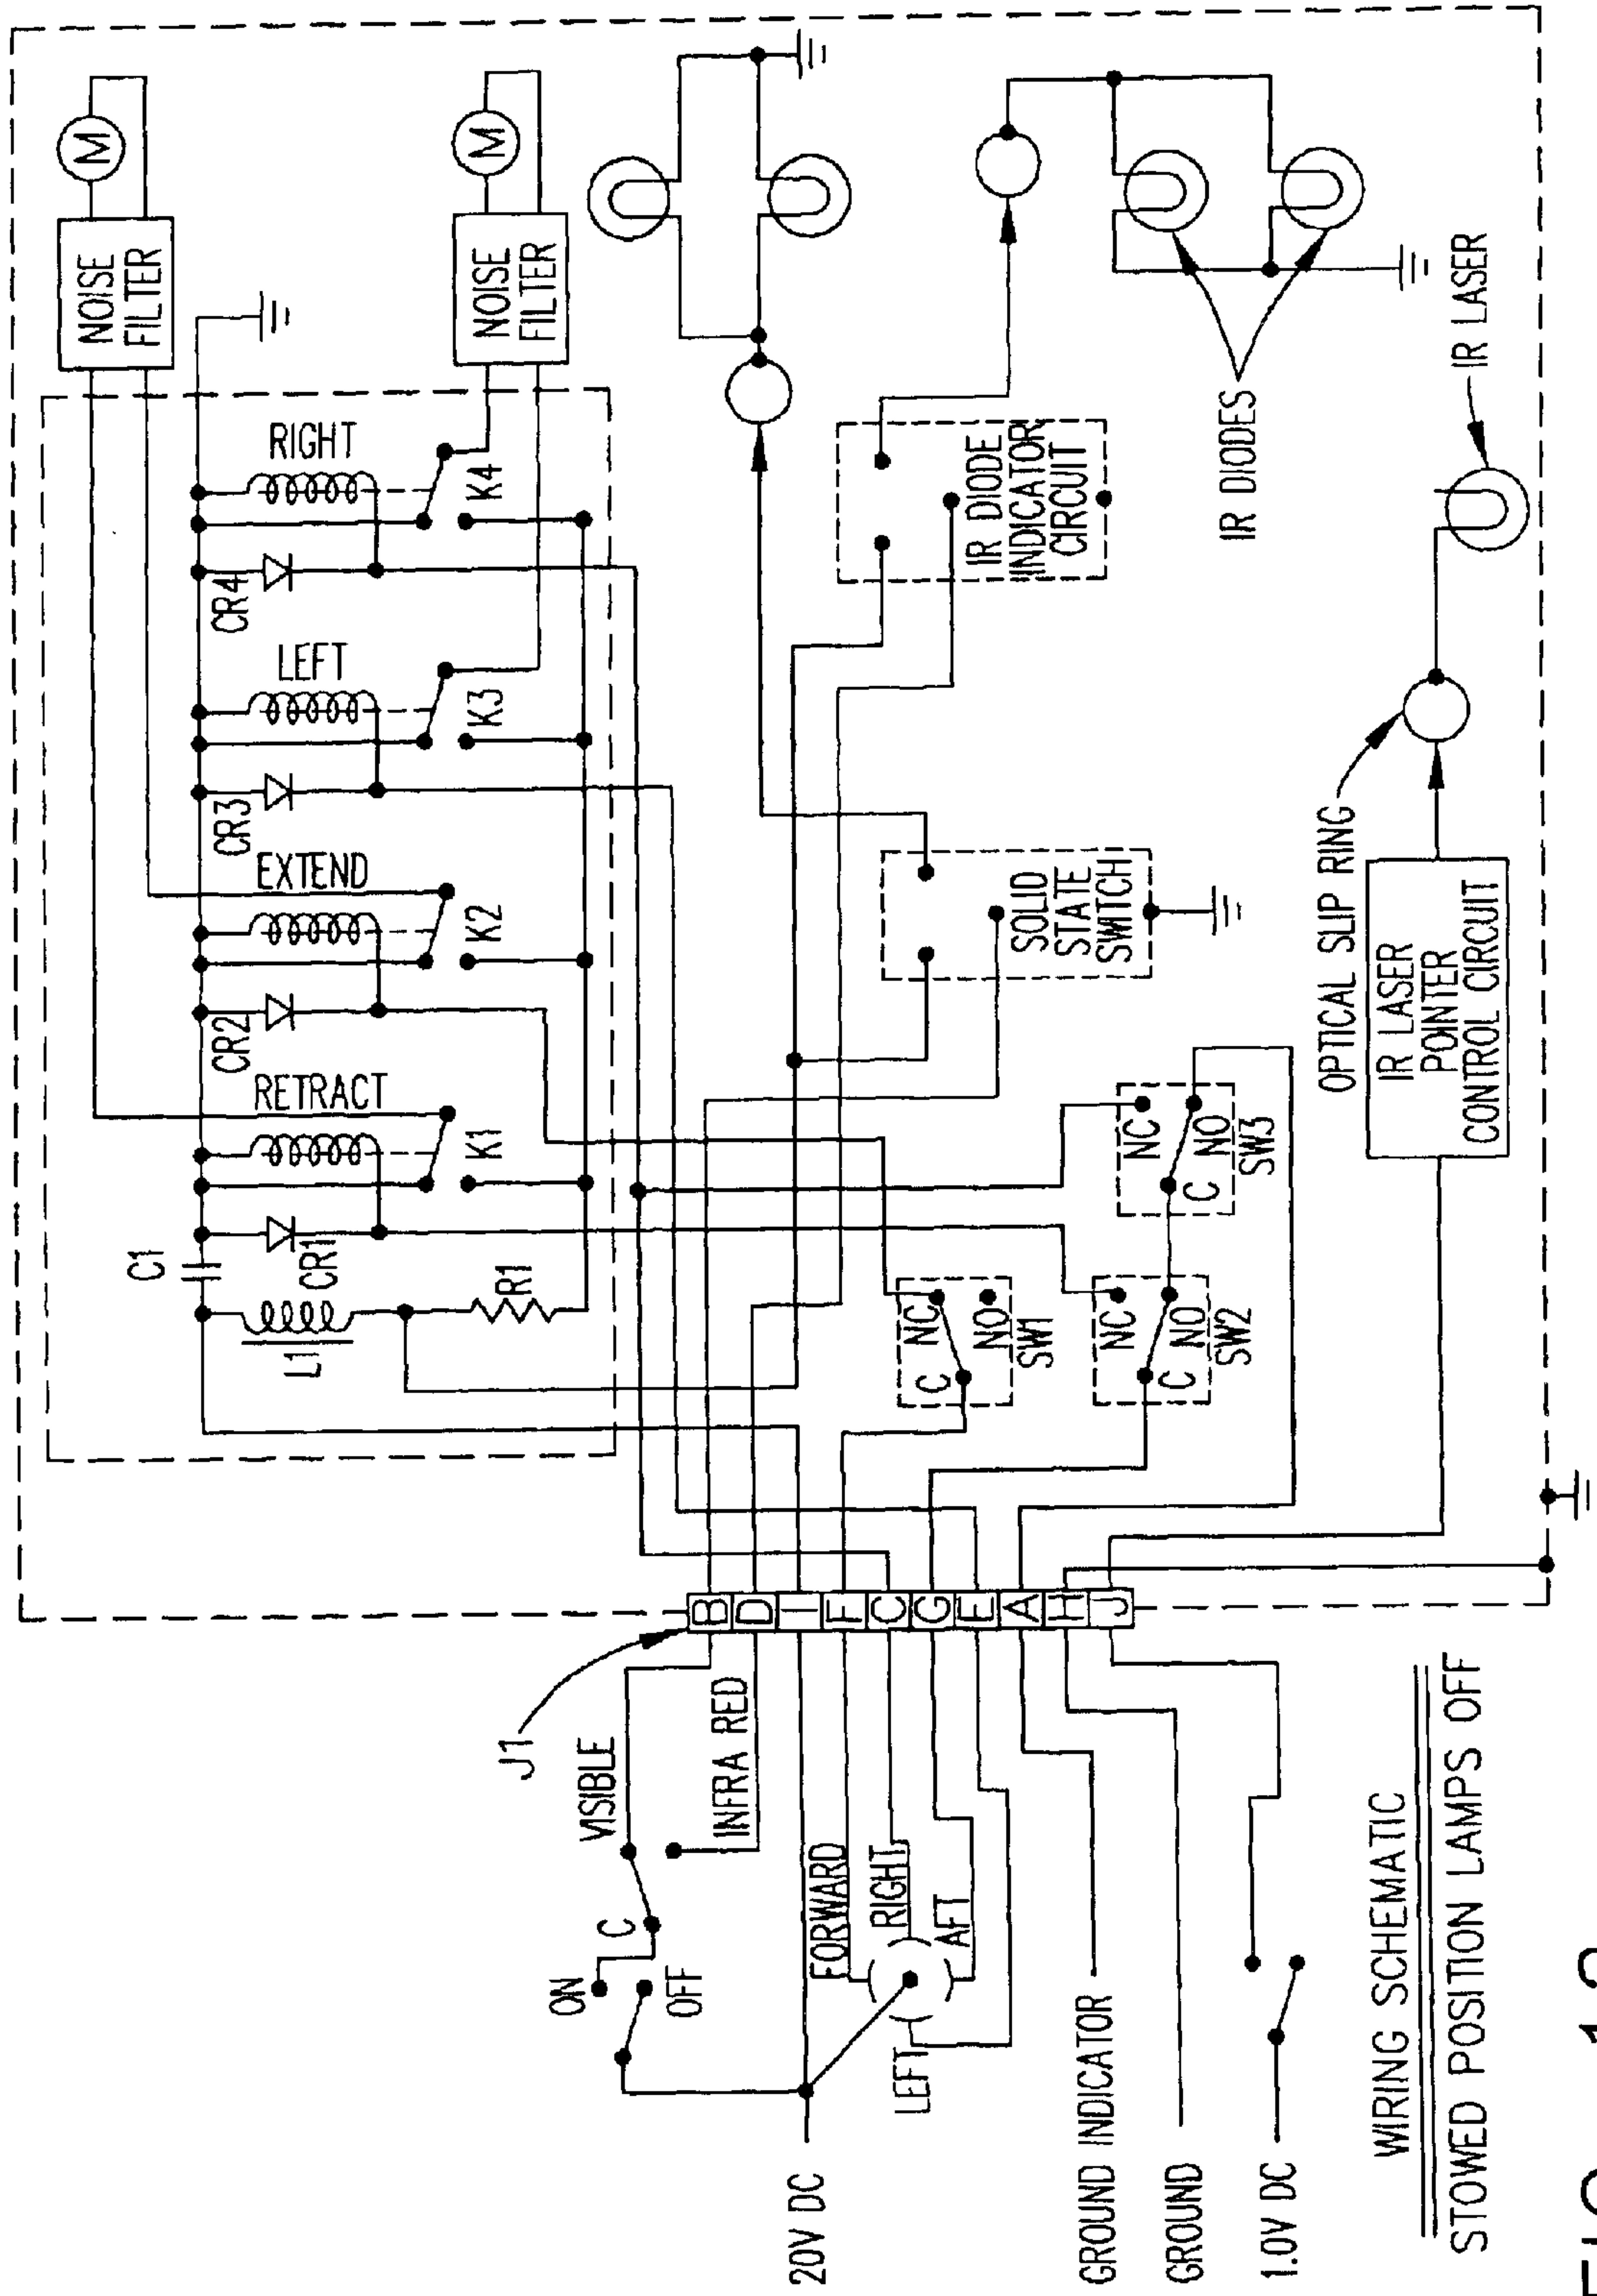 NOISE
FILTER
M
NOISE
FILTER
M
RIGHT
K4
CR4
LEFT
K3
CR3
EXTEND
K2
CR2
RETRACT
K1
CR1
C1
L1
R1
IR DIODE
INDICATOR
CIRCUIT
IR DIODES
IR LASER
SOLID
STATE
SWITCH
OPTICAL SLIP RING
IR LASER
POINTER
CONTROL CIRCUIT
NC
NO
C
SW3
NC
NO
C
SW1
NC
NO
C
SW2
J1
B
D
I
F
C
G
E
A
H
J
VISIBLE
INFRA RED
C
ON
OFF
FORWARD
RIGHT
AFT
LEFT
20V DC
GROUND INDICATOR
GROUND
1.0V DC
WIRING SCHEMATIC
STOWED POSITION LAMPS OFF